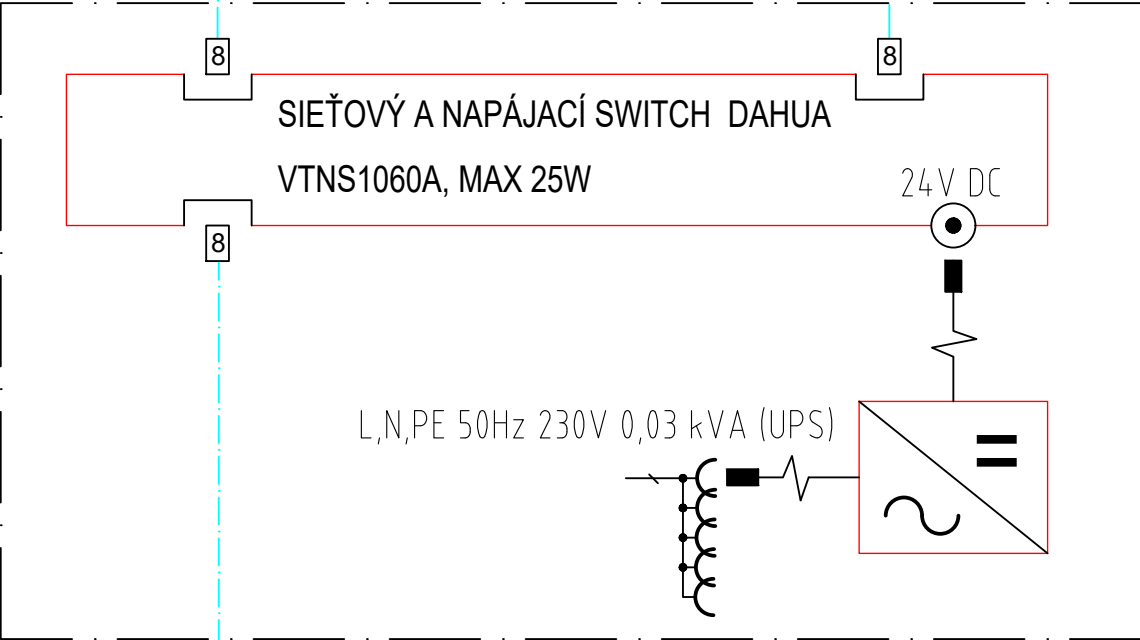 8
8
SIEŤOVÝ A NAPÁJACÍ SWITCH DAHUA
VTNS1060A, MAX 25W
24V DC
8
L,N,PE 50Hz 230V 0,03 kVA (UPS)